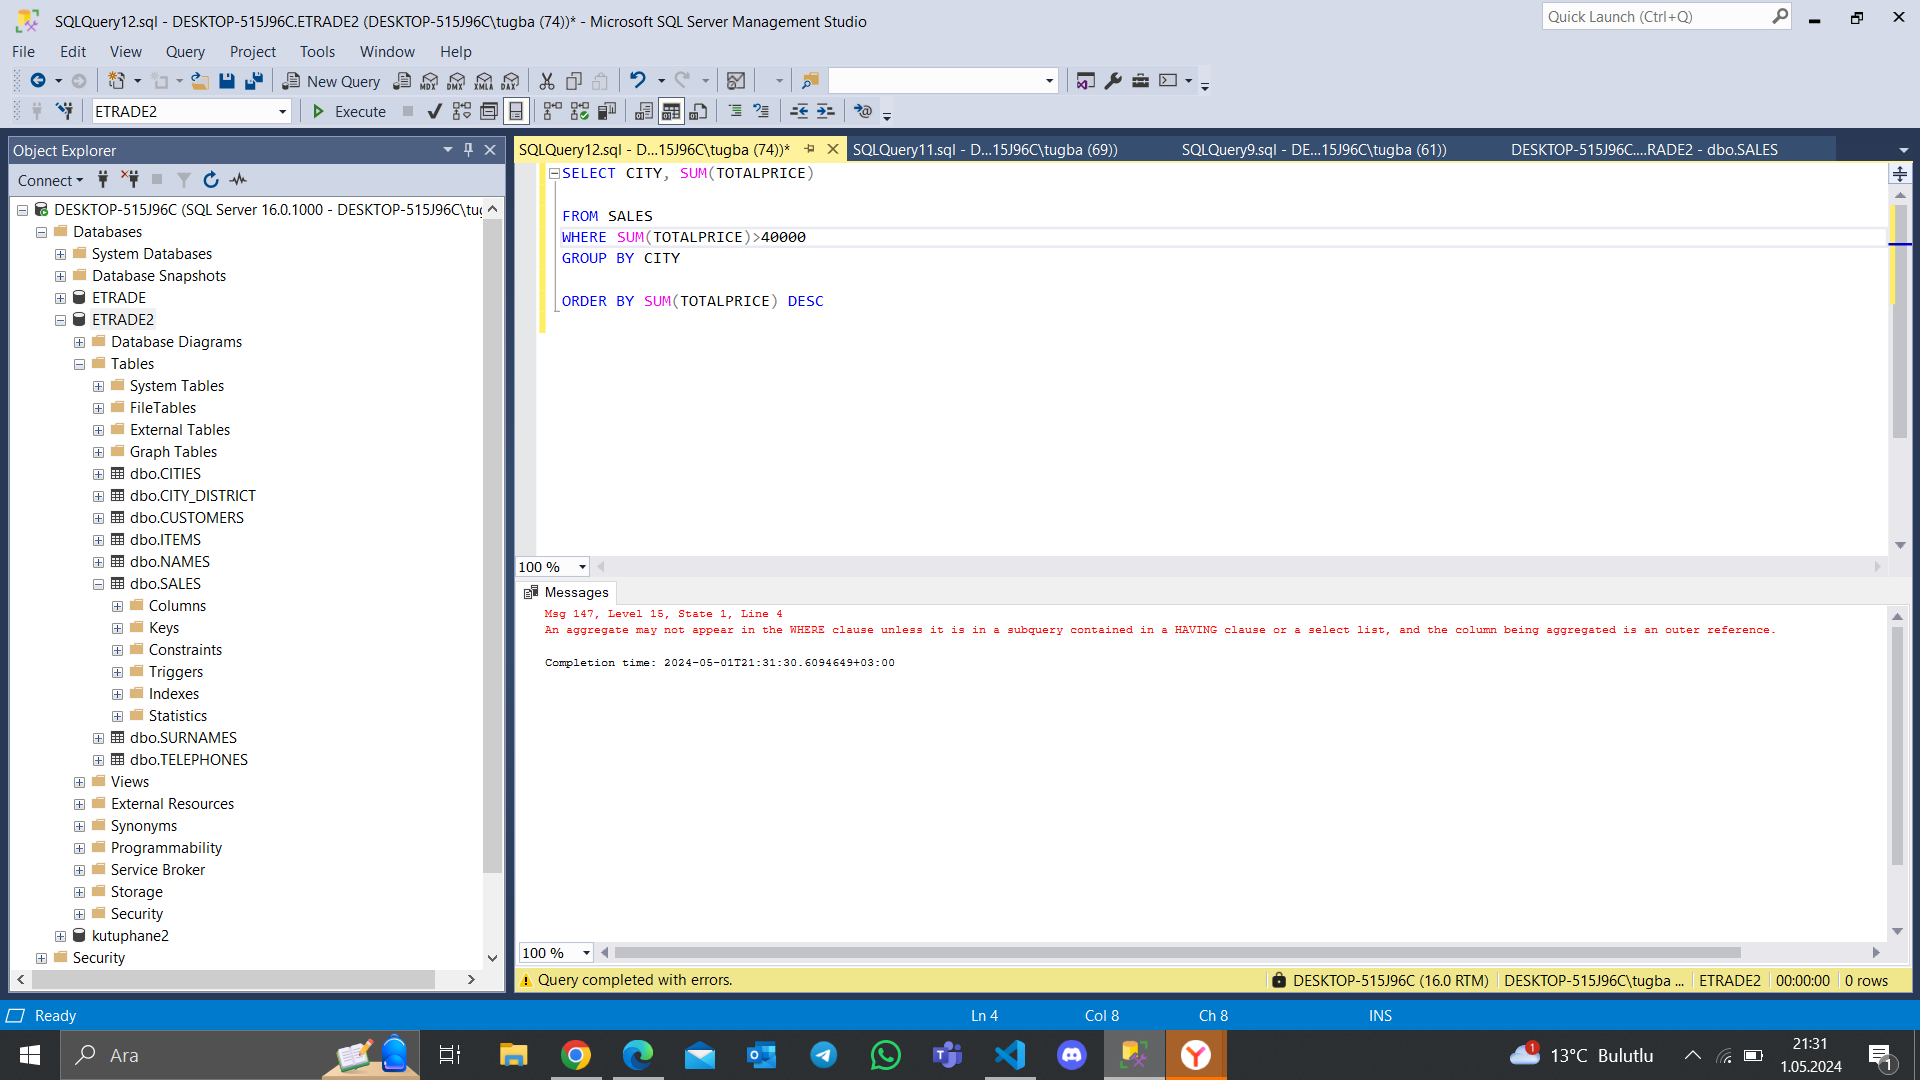 SQLQuery12.sql - DESKTOP-515J96C.ETRADE2 (DESKTOP-515J96C\tugba (74))* - Microsoft SQL Server Management Studio
Quick Launch (Ctrl+Q)
File Edit View Query Project Tools Window Help
New Query MDX DMX XMLA DAX
ETRADE2 Execute
Object Explorer
SQLQuery12.sql - D...15J96C\tugba (74))* SQLQuery11.sql - D...15J96C\tugba (69)) SQLQuery9.sql - DE...15J96C\tugba (61)) DESKTOP-515J96C....RADE2 - dbo.SALES
Connect
DESKTOP-515J96C (SQL Server 16.0.1000 - DESKTOP-515J96C\tug
Databases
System Databases
Database Snapshots
ETRADE
ETRADE2
Database Diagrams
Tables
System Tables
FileTables
External Tables
Graph Tables
dbo.CITIES
dbo.CITY_DISTRICT
dbo.CUSTOMERS
dbo.ITEMS
dbo.NAMES
dbo.SALES
Columns
Keys
Constraints
Triggers
Indexes
Statistics
dbo.SURNAMES
dbo.TELEPHONES
Views
External Resources
Synonyms
Programmability
Service Broker
Storage
Security
kutuphane2
Security
SELECT CITY, SUM(TOTALPRICE)
FROM SALES
WHERE SUM(TOTALPRICE)>40000
GROUP BY CITY
ORDER BY SUM(TOTALPRICE) DESC
100 %
Messages
Msg 147, Level 15, State 1, Line 4
An aggregate may not appear in the WHERE clause unless it is in a subquery contained in a HAVING clause or a select list, and the column being aggregated is an outer reference.
Completion time: 2024-05-01T21:31:30.6094649+03:00
100 %
Query completed with errors. DESKTOP-515J96C (16.0 RTM) DESKTOP-515J96C\tugba ... ETRADE2 00:00:00 0 rows
Ready Ln 4 Col 8 Ch 8 INS
Ara 1 13°C Bulutlu 21:31
1.05.2024 1